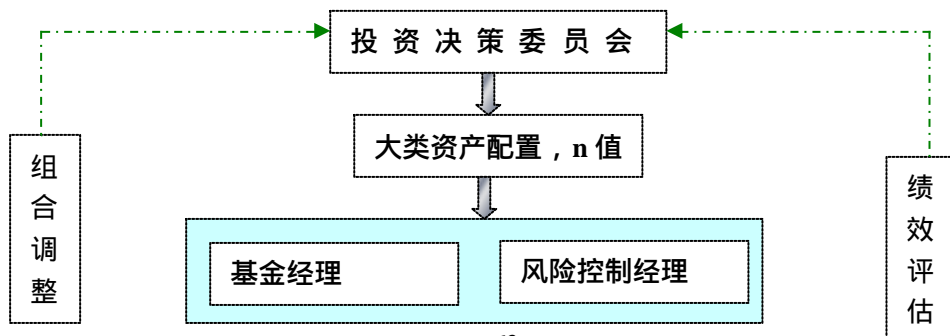 投资决策委员会
大类资产配置，n 值
组合调整
绩效评估
基金经理
风险控制经理